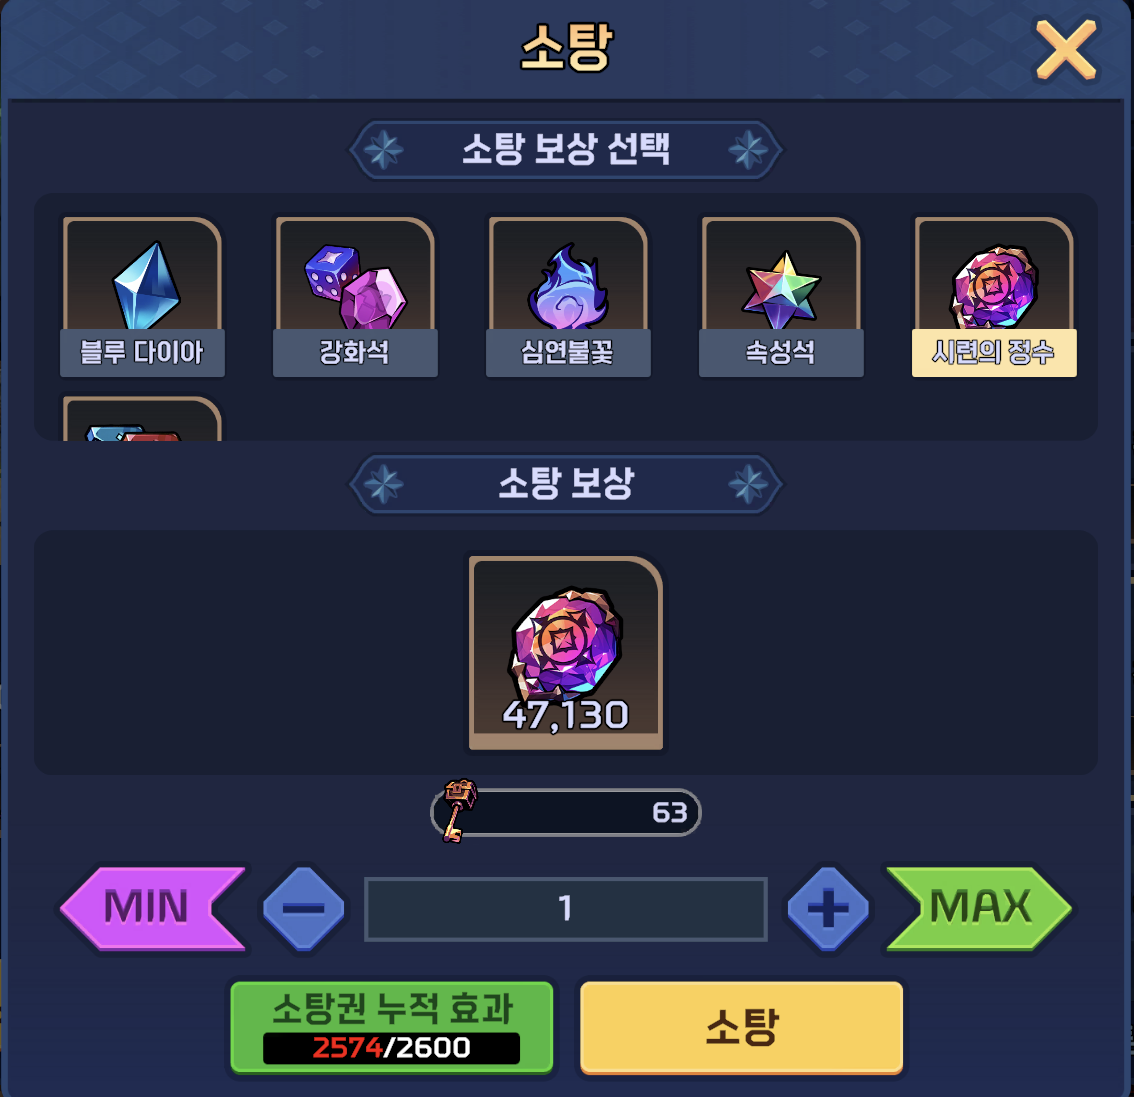 소탕
소탕 보상 선택
블루 다이아
강화석
심연불꽃
속성석
시련의 정수
소탕 보상
47,130
63
MIN
1
MAX
소탕권 누적 효과
2574/2600
소탕